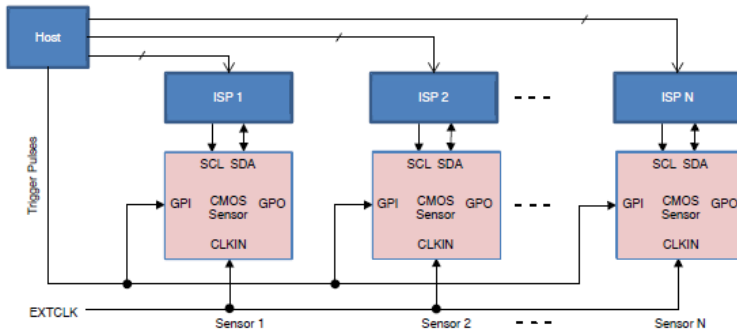 Host
ISP 1
ISP 2
ISP N
SCL SDA
SCL SDA
SCL SDA
Trigger Pulses
GPI
CMOS
Sensor
GPO
GPI
CMOS
Sensor
GPO
GPI
CMOS
Sensor
GPO
CLKIN
CLKIN
CLKIN
EXTCLK
Sensor 1
Sensor 2
Sensor N